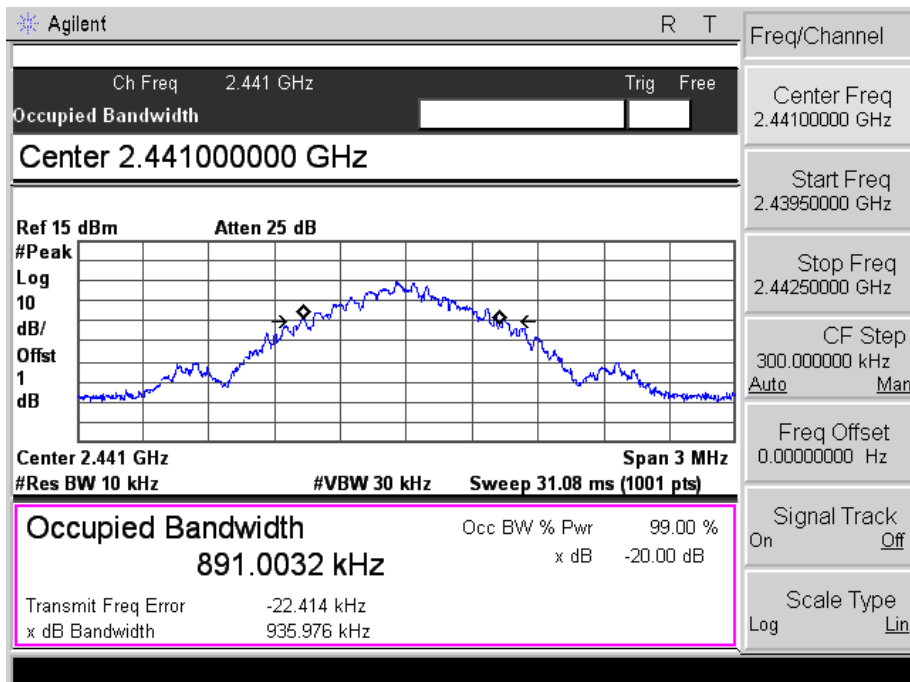 Agilent R T
Ch Freq 2.441 GHz Trig Free
Occupied Bandwidth
Center 2.441000000 GHz
Ref 15 dBm Atten 25 dB
#Peak
Log
10
dB/
Offst
1
dB
Center 2.441 GHz Span 3 MHz
#Res BW 10 kHz #VBW 30 kHz Sweep 31.08 ms (1001 pts)
Occupied Bandwidth Occ BW % Pwr 99.00 %
891.0032 kHz x dB -20.00 dB
Transmit Freq Error -22.414 kHz
x dB Bandwidth 935.976 kHz
Freq/Channel
Center Freq
2.44100000 GHz
Start Freq
2.43950000 GHz
Stop Freq
2.44250000 GHz
CF Step
300.000000 kHz
Auto Man
Freq Offset
0.00000000 Hz
Signal Track
On Off
Scale Type
Log Lin